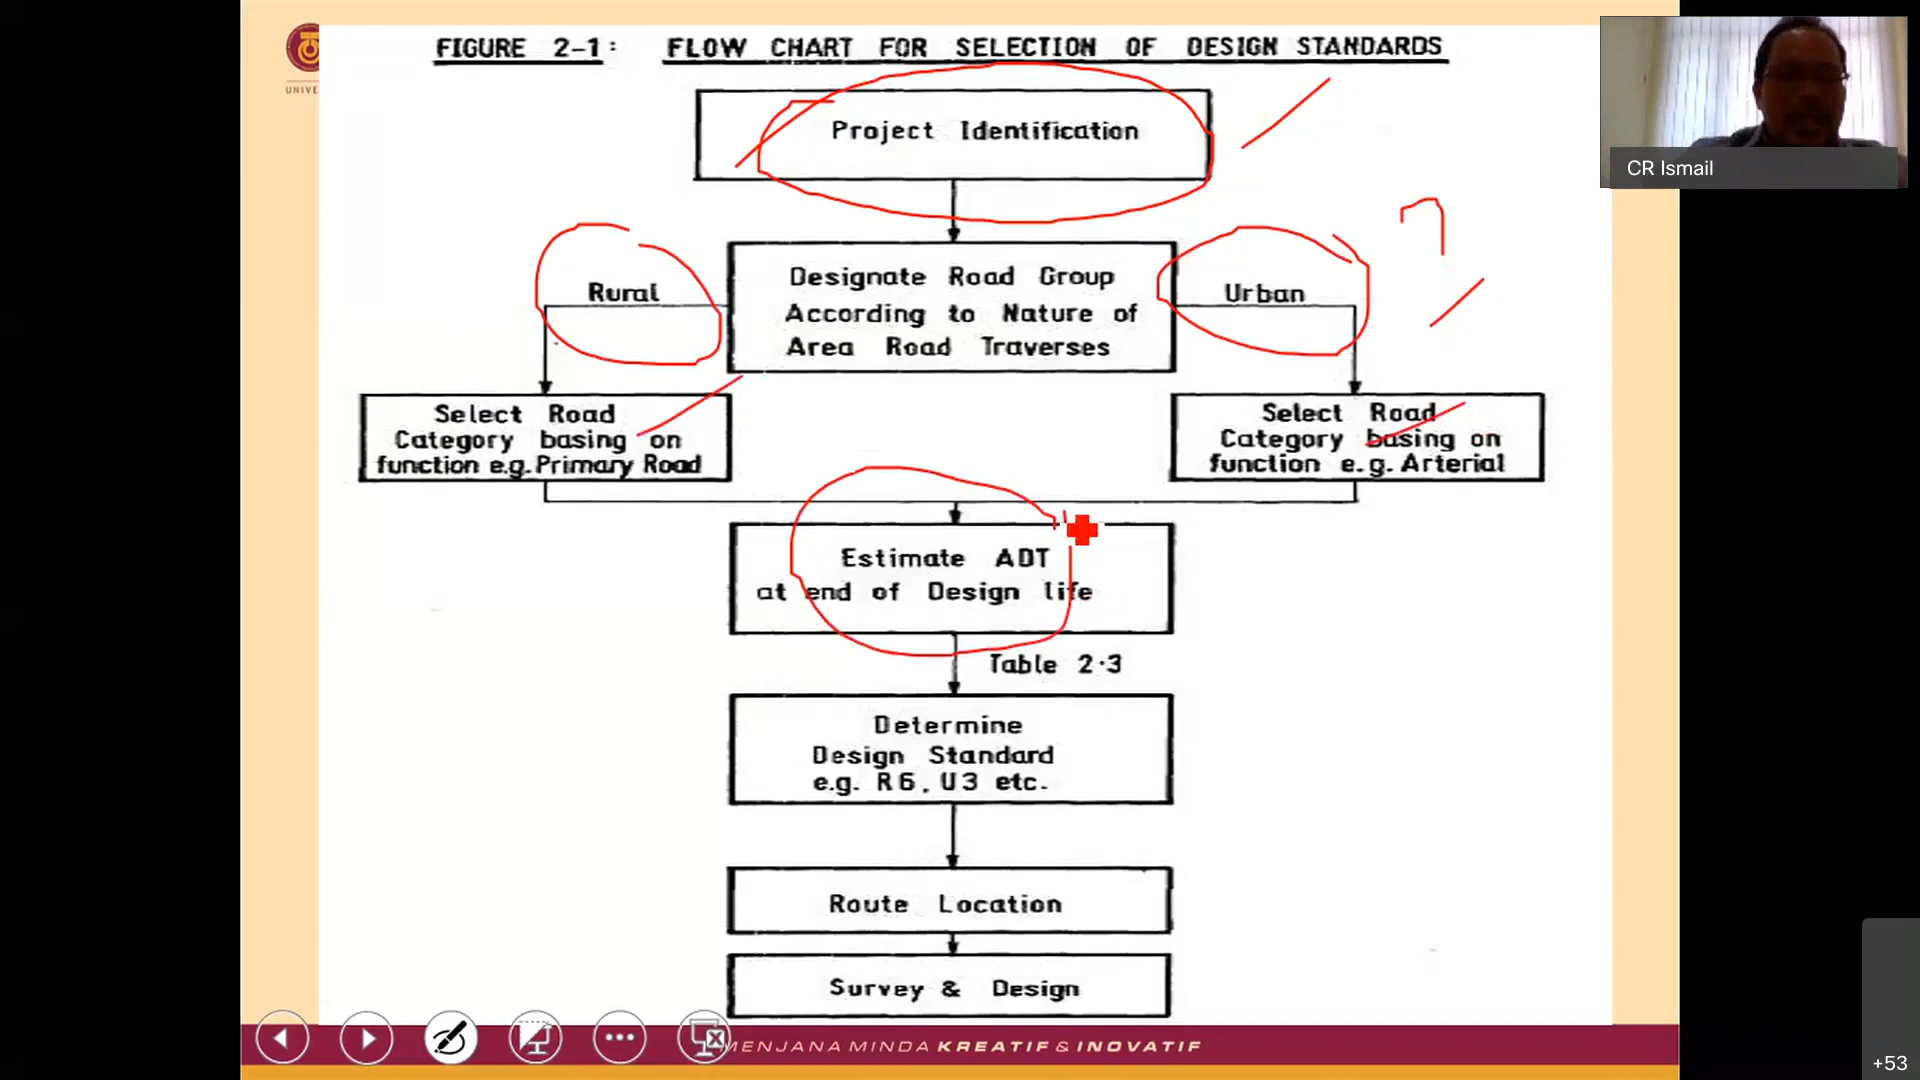 FIGURE 2-1: FLOW CHART FOR SELECTION OF DESIGN STANDARDS
UNIVE
CR Ismail
Project Identification
Rural
Designate Road Group
According to Nature of
Area Road Traverses
Urban
Select Road
Category basing on
function e.g. Primary Road
Select Road
Category basing on
function e.g. Arterial
Estimate ADT
at end of Design life
Table 2·3
Determine
Design Standard
e.g. R6, U3 etc.
Route Location
Survey & Design
MENJANA MINDA KREATIF & INOVATIF
+53